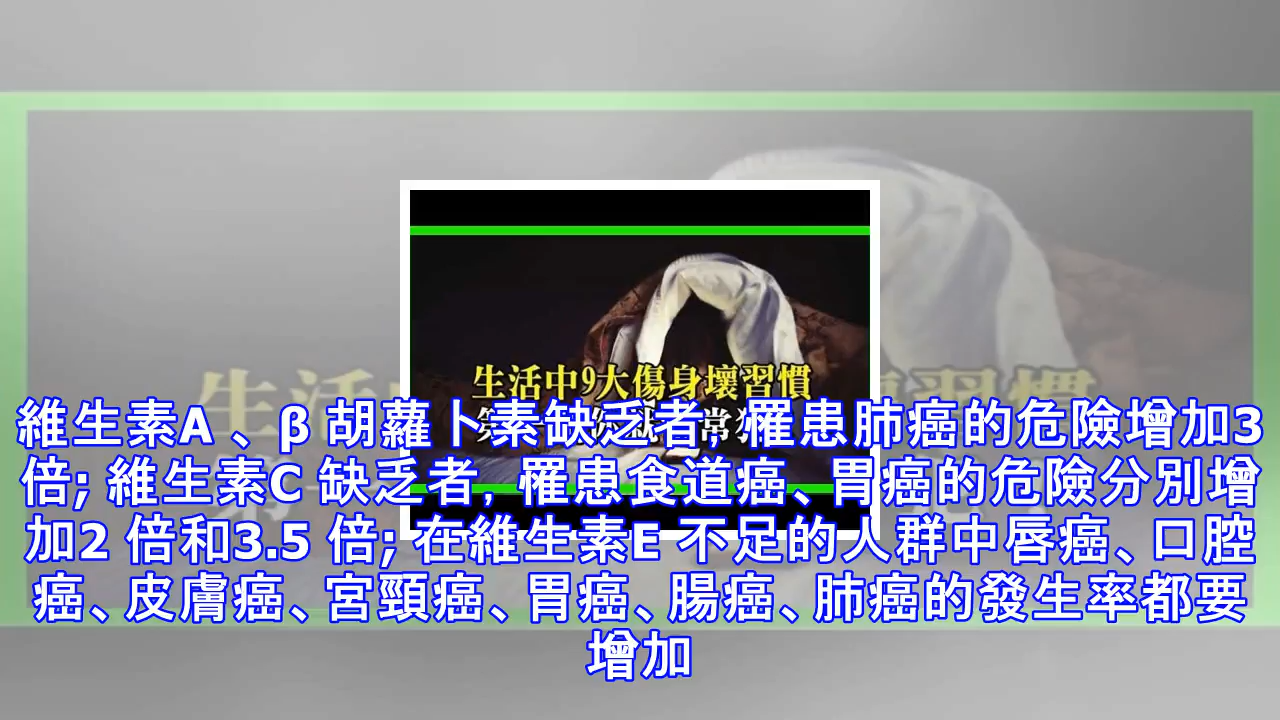 生活中9大傷身壞習慣
維生素A 、β 胡蘿卜素缺乏者, 罹患肺癌的危險增加3
倍; 維生素C 缺乏者, 罹患食道癌、胃癌的危險分別增
加2 倍和3.5 倍; 在維生素E 不足的人群中唇癌、口腔
癌、皮膚癌、宮頸癌、胃癌、腸癌、肺癌的發生率都要
增加